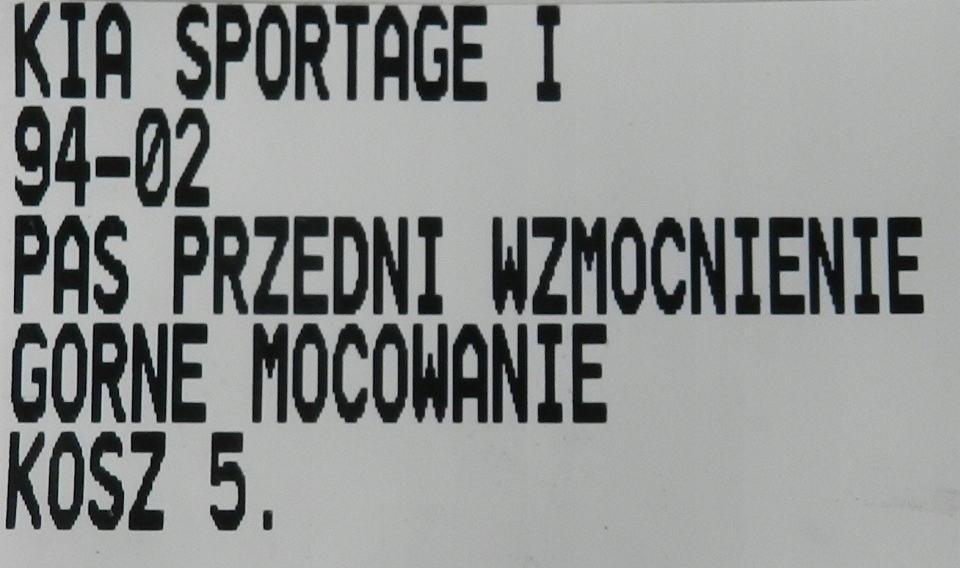 KIA SPORTAGE I
94-02
PAS PRZEDNI WZMOCNIENIE
GORNE MOCOWANIE
KOSZ 5.